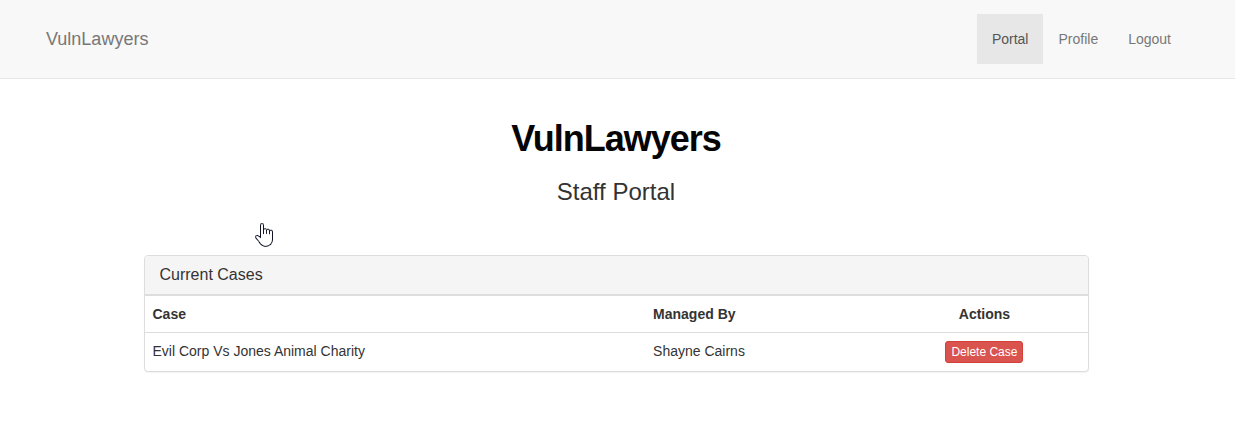 VulnLawyers Portal Profile Logout
VulnLawyers
Staff Portal
Current Cases
Case Managed By Actions
Evil Corp Vs Jones Animal Charity Shayne Cairns Delete Case